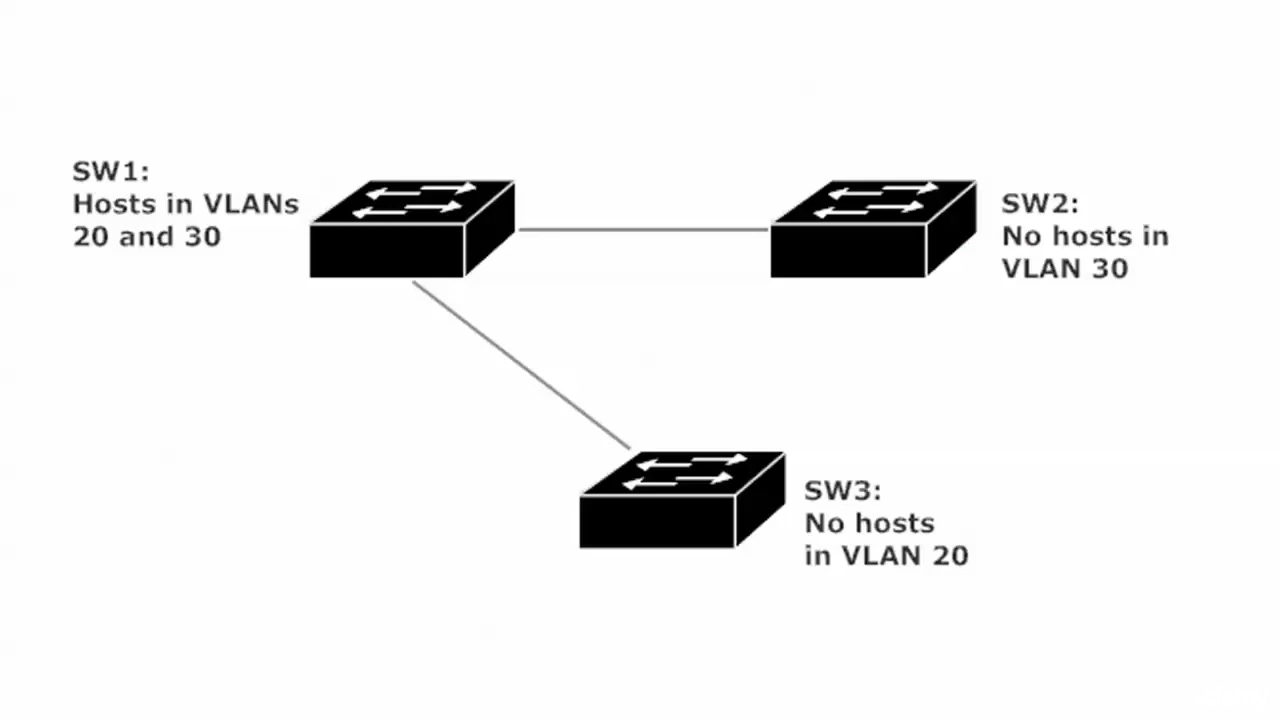 SW1:
Hosts in VLANs
20 and 30
SW2:
No hosts in
VLAN 30
SW3:
No hosts
in VLAN 20